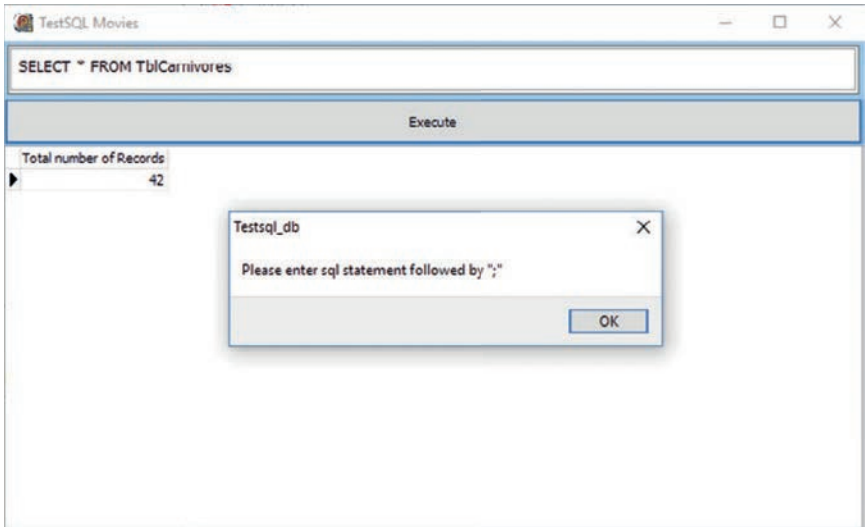 TestSQL Movies
SELECT * FROM TblCarnivores
Execute
Total number of Records
42
Testsql_db
Please enter sql statement followed by ";"
OK